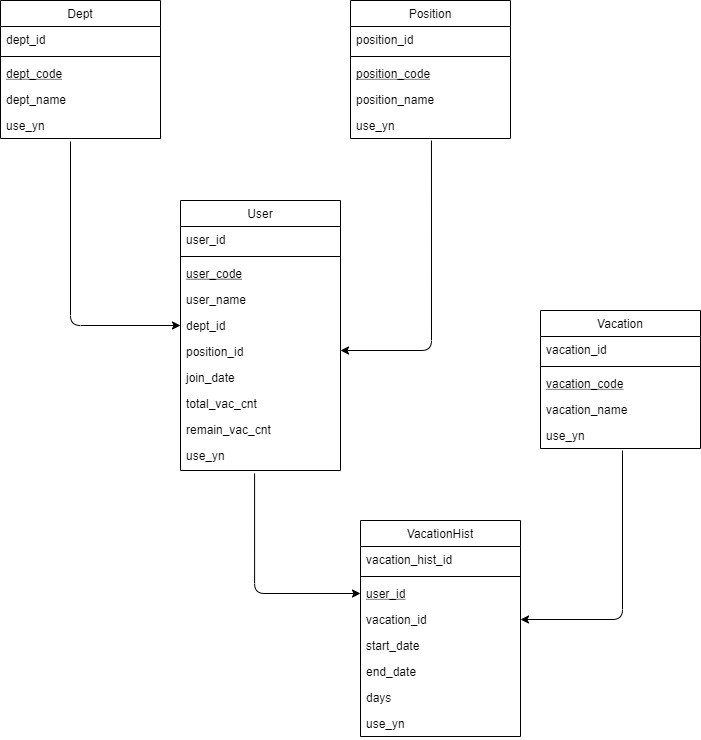 Dept
dept_id
dept_code
dept_name
use_yn
Position
position_id
position_code
position_name
use_yn
User
user_id
user_code
user_name
dept_id
position_id
join_date
total_vac_cnt
remain_vac_cnt
use_yn
Vacation
vacation_id
vacation_code
vacation_name
use_yn
VacationHist
vacation_hist_id
user_id
vacation_id
start_date
end_date
days
use_yn